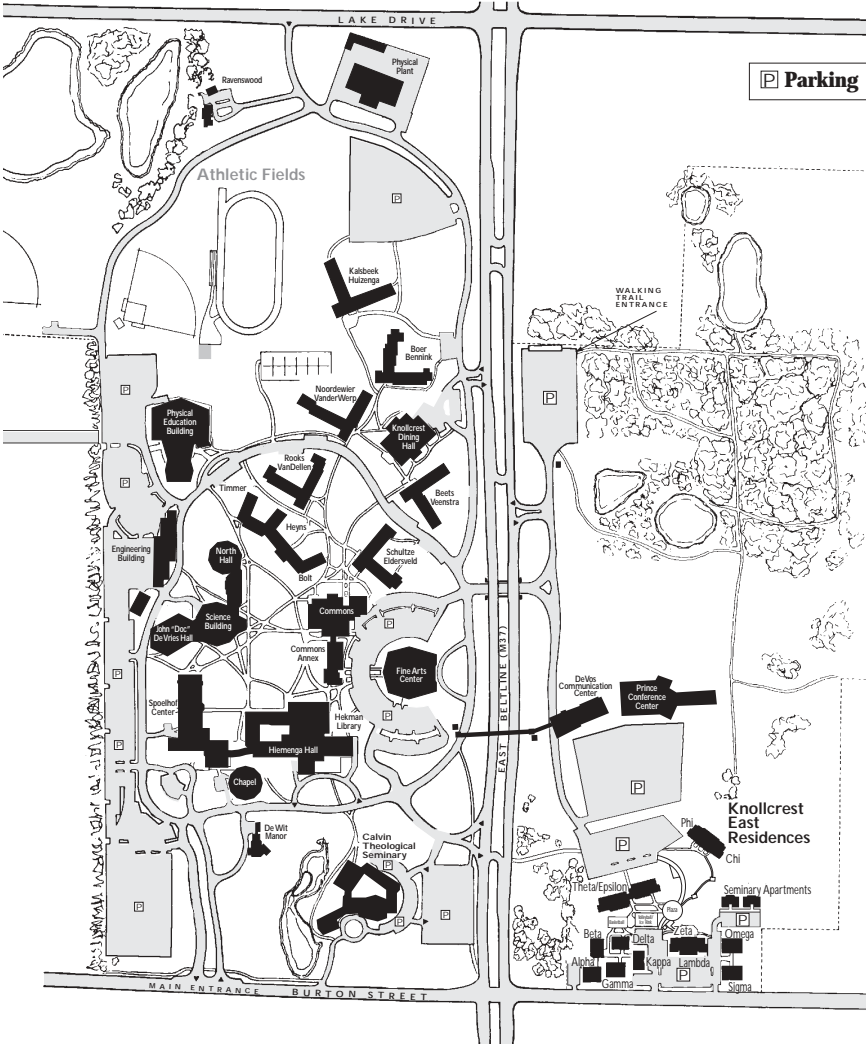 LAKE DRIVE
Physical
Plant
Ravenswood
P Parking
Athletic Fields
P
Kalsbeek
Huizenga
WALKING
TRAIL
ENTRANCE
Boer
Bennink
P
Noordewier
VanderWerp
P
Physical
Education
Building
Knollcrest
Dining
Hall
Rooks
VanDellen
P
Timmer
Beets
Veenstra
Heyns
Engineering
Building
North
Hall
Schultze
Eldersveld
Bolt
Commons
John "Doc"
DeVries Hall
Science
Building
P
Commons
Annex
P
Fine Arts
Center
EAST BELTLINE (M37)
DeVos
Communication
Center
Prince
Conference
Center
Spoelhof
Center
Hekman
Library
P
P
Hiemenga Hall
Chapel
P
Knollcrest
East
Residences
Phi
Chi
De Wit
Manor
Calvin
Theological
Seminary
P
P
Theta/Epsilon
Seminary Apartments
P
P
P
Basketball
Plaza
P
Beta
Delta
Zeta
Omega
Alpha
Kappa
Lambda
Gamma
P
Sigma
MAIN ENTRANCE
BURTON STREET